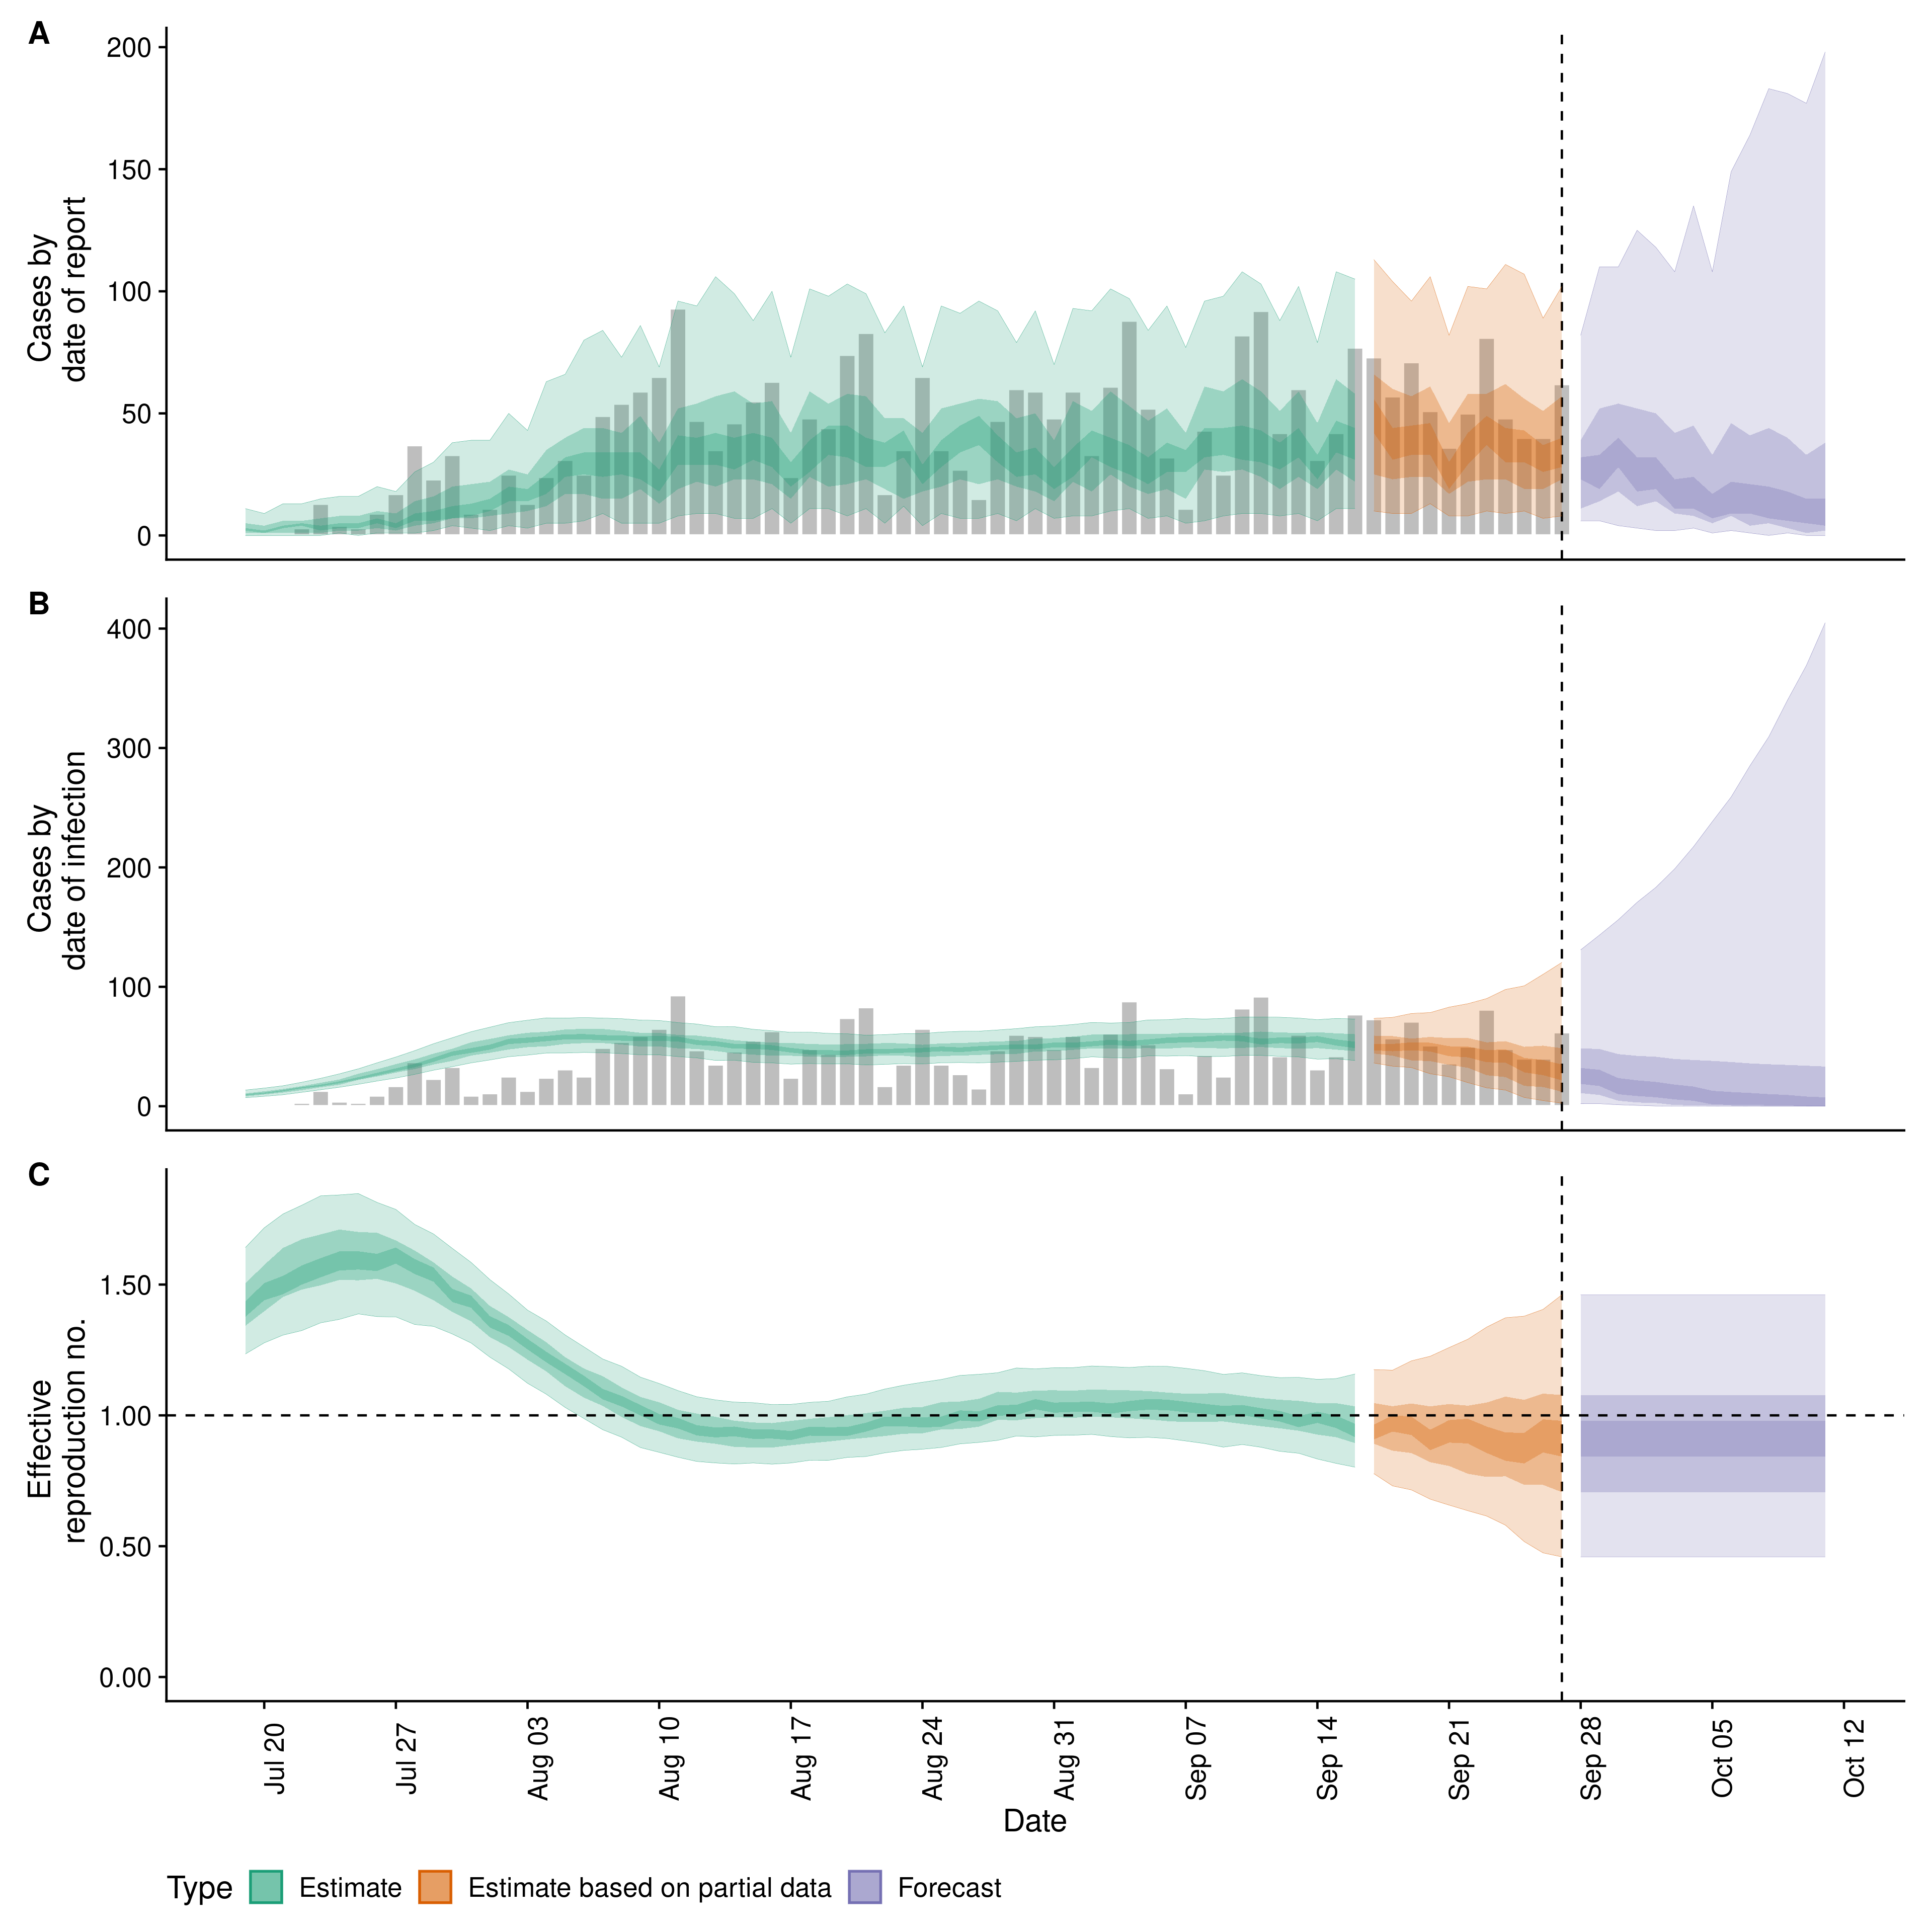 A
200
150
100
50
0
Cases by
date of report
B
400
300
200
100
0
Cases by
date of infection
C
1.50
1.00
0.50
0.00
Effective
reproduction no.
Jul 20
Jul 27
Aug 03
Aug 10
Aug 17
Aug 24
Aug 31
Sep 07
Sep 14
Sep 21
Sep 28
Oct 05
Oct 12
Date
Type Estimate Estimate based on partial data Forecast